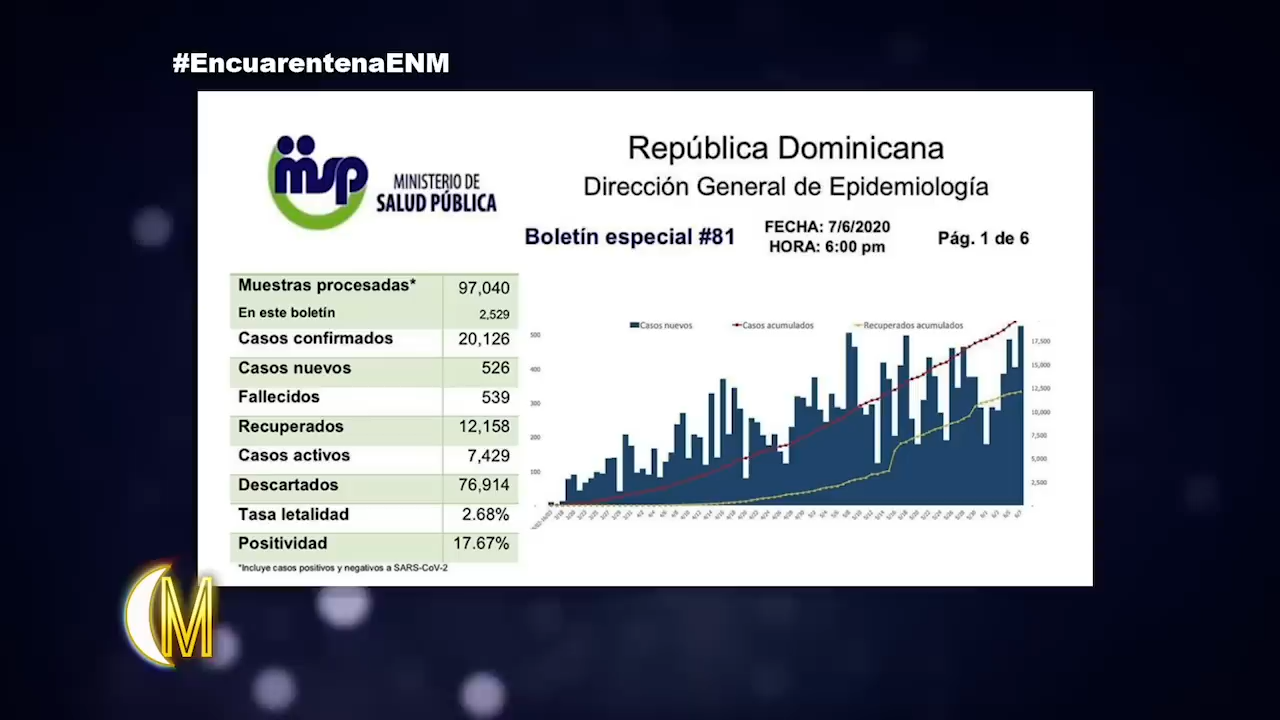 #EncuarentenaENM
msp
MINISTERIO DE
SALUD PÚBLICA
República Dominicana
Dirección General de Epidemiología
Boletín especial #81
FECHA: 7/6/2020
HORA: 6:00 pm
Pág. 1 de 6
Muestras procesadas* 97,040
En este boletín 2,529
Casos confirmados 20,126
Casos nuevos 526
Fallecidos 539
Recuperados 12,158
Casos activos 7,429
Descartados 76,914
Tasa letalidad 2.68%
Positividad 17.67%
*Incluye casos positivos y negativos a SARS-CoV-2
Casos nuevos Casos acumulados Recuperados acumulados
500
400
300
200
100
17,500
15,000
12,500
10,000
7,500
5,000
2,500
M